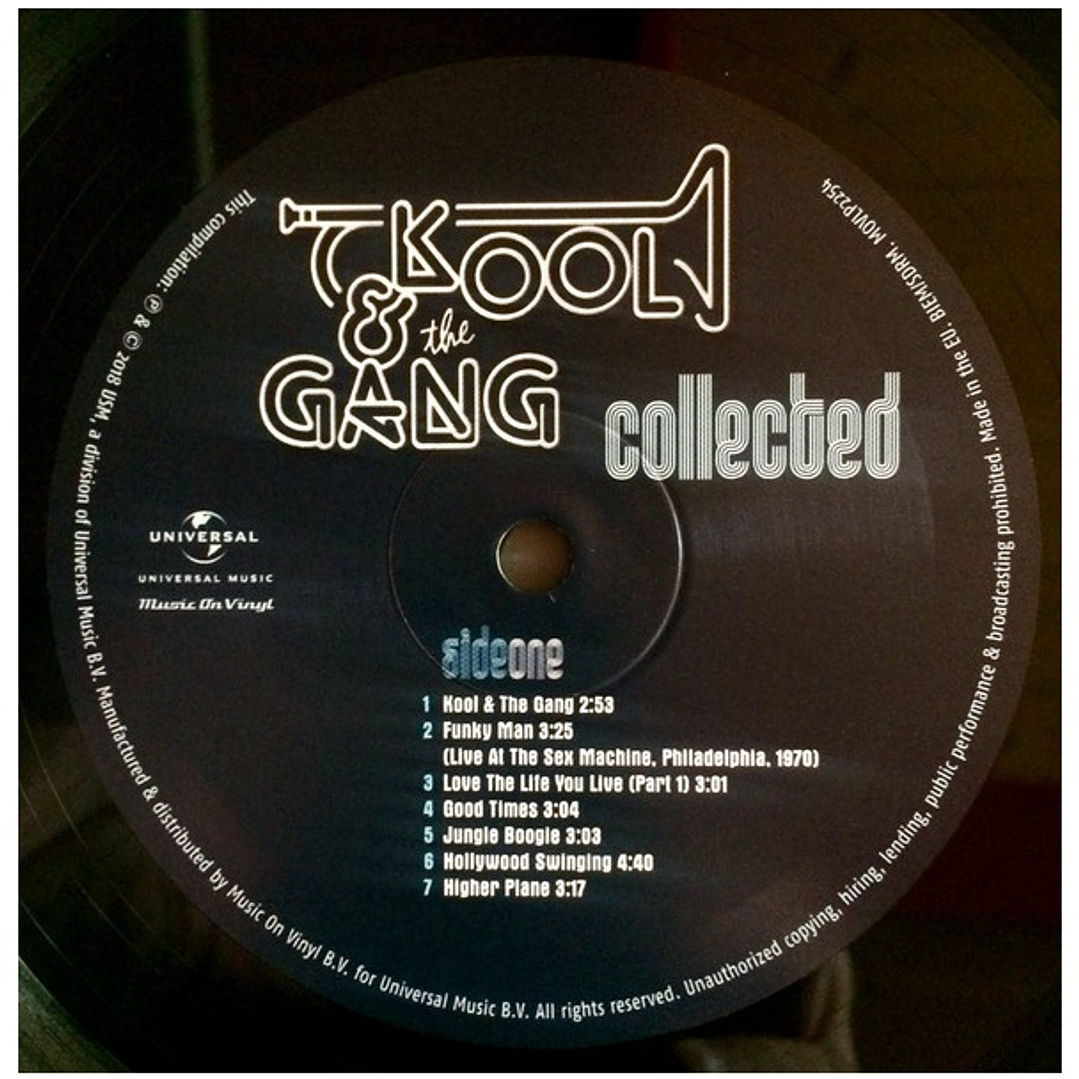 KOOL
& the
GANG
collected
UNIVERSAL
UNIVERSAL MUSIC
Music On Vinyl
sideone
1 Kool & The Gang 2:53
2 Funky Man 3:25
(Live At The Sex Machine, Philadelphia, 1970)
3 Love The Life You Live (Part 1) 3:01
4 Good Times 3:04
5 Jungle Boogie 3:03
6 Hollywood Swinging 4:40
7 Higher Plane 3:17
This compilation: ℗ & © 2018 USM, a division of Universal Music B.V. Manufactured & distributed by Music On Vinyl B.V. for Universal Music B.V. All rights reserved. Unauthorized copying, hiring, lending, public performance & broadcasting prohibited. Made in the EU. BIEM/SDRM. MOVLP2254